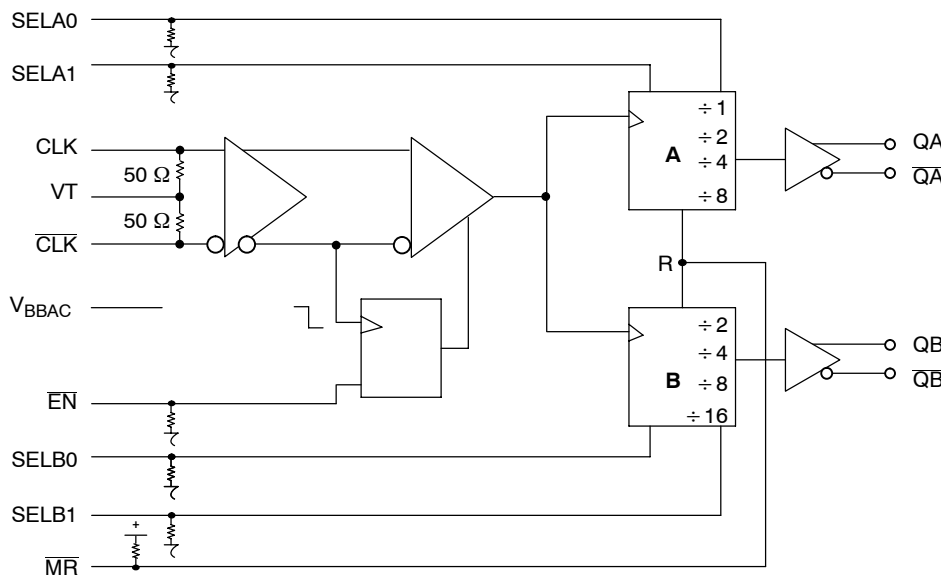 SELA0
SELA1
CLK
50 Ω
VT
50 Ω
CLK
VBBAC
EN
SELB0
SELB1
+
MR
A
÷1
÷2
÷4
÷8
R
B
÷2
÷4
÷8
÷16
QA
QA
QB
QB